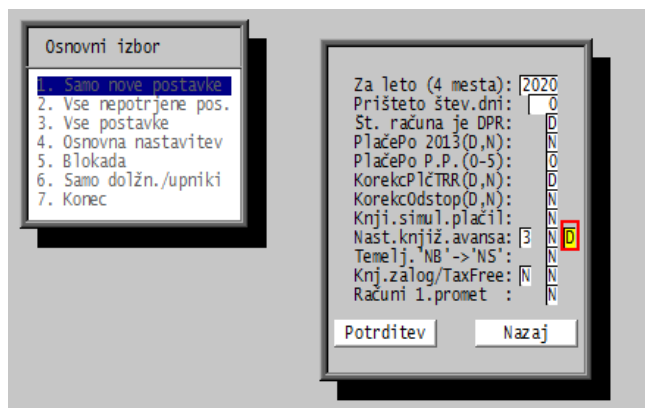 Osnovni izbor
1. Samo nove postavke
2. Vse nepotrjene pos.
3. Vse postavke
4. Osnovna nastavitev
5. Blokada
6. Samo dolžn./upniki
7. Konec
Za leto (4 mesta): 2020
Prišteto štev.dni: 0
Št. računa je DPR: D
PlačePo 2013(D,N): N
PlačePo P.P.(0-5): 0
KorekcPlčTRR(D,N): D
KorekcOdstop(D,N): N
Knji.simul.plačil: N
Nast.knjiž.avansa: 3 N D
Temelj.'NB'->'NS': N
Knj.zalog/TaxFree: N N
Računi 1.promet : N
Potrditev Nazaj